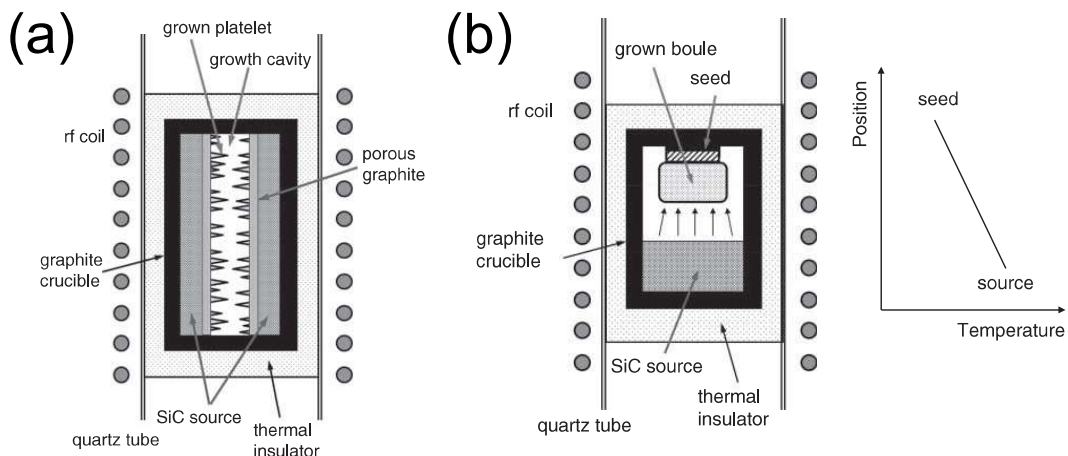 (a)
grown platelet
growth cavity
rf coil
porous
graphite
graphite
crucible
SiC source
quartz tube
thermal
insulator
(b)
grown boule
seed
rf coil
graphite
crucible
SiC source
quartz tube
thermal
insulator
Position
seed
source
Temperature